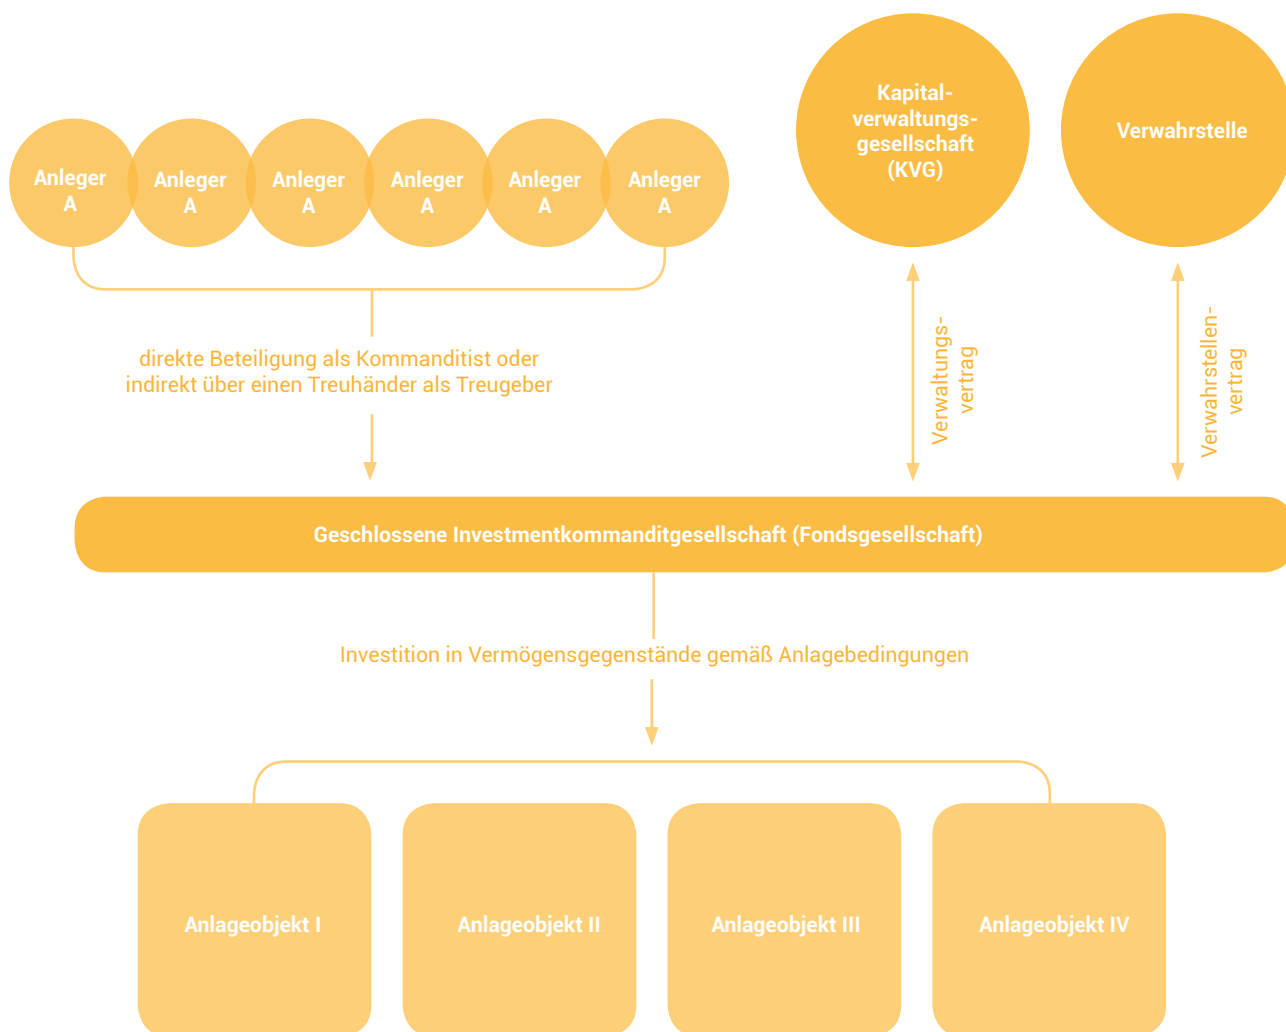 Anleger
A
Anleger
A
Anleger
A
Anleger
A
Anleger
A
Anleger
A
Kapital-
verwaltungs-
gesellschaft
(KVG)
Verwahrstelle
direkte Beteiligung als Kommanditist oder
indirekt über einen Treuhänder als Treugeber
Verwaltungs-
vertrag
Verwahrstellen-
vertrag
Geschlossene Investmentkommanditgesellschaft (Fondsgesellschaft)
Investition in Vermögensgegenstände gemäß Anlagebedingungen
Anlageobjekt I
Anlageobjekt II
Anlageobjekt III
Anlageobjekt IV